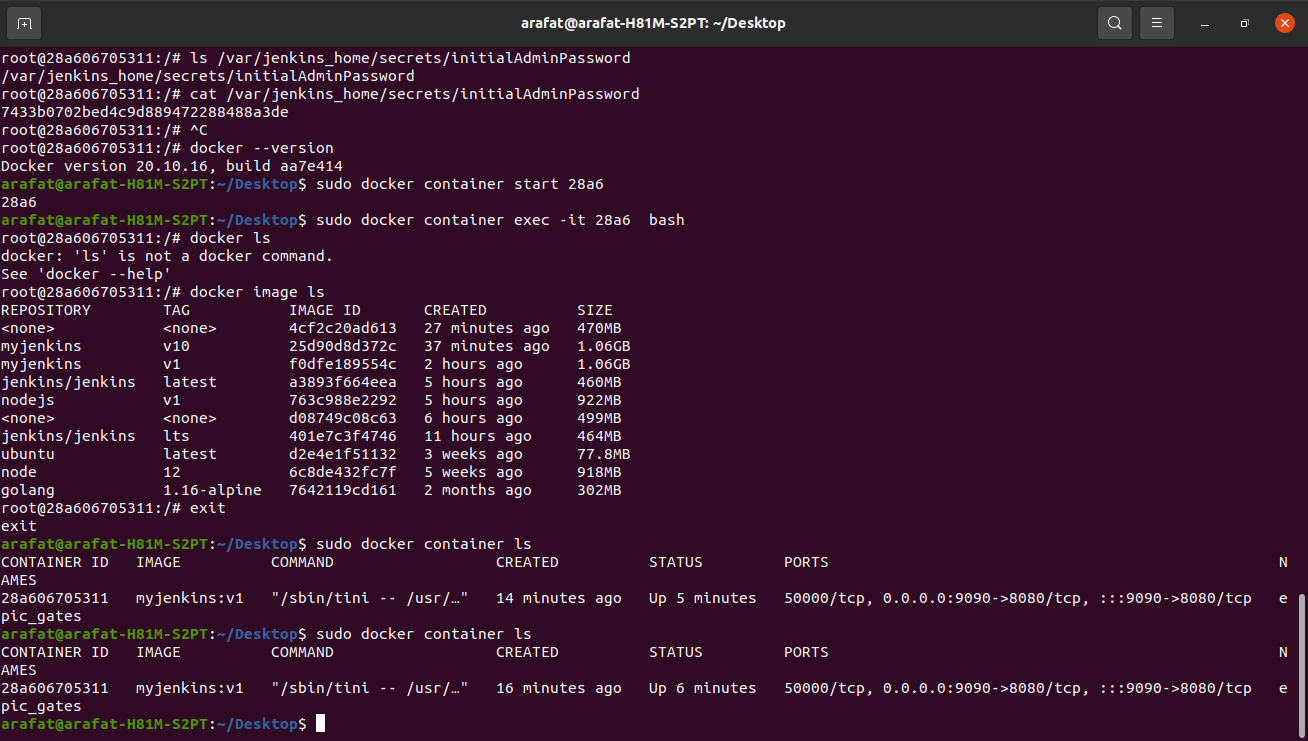 arafat@arafat-H81M-S2PT: ~/Desktop
root@28a606705311:/# ls /var/jenkins_home/secrets/initialAdminPassword
/var/jenkins_home/secrets/initialAdminPassword
root@28a606705311:/# cat /var/jenkins_home/secrets/initialAdminPassword
7433b0702bed4c9d889472288488a3de
root@28a606705311:/# ^C
root@28a606705311:/# docker --version
Docker version 20.10.16, build aa7e414
arafat@arafat-H81M-S2PT:~/Desktop$ sudo docker container start 28a6
28a6
arafat@arafat-H81M-S2PT:~/Desktop$ sudo docker container exec -it 28a6  bash
root@28a606705311:/# docker ls
docker: 'ls' is not a docker command.
See 'docker --help'
root@28a606705311:/# docker image ls
REPOSITORY        TAG           IMAGE ID       CREATED          SIZE
<none>            <none>        4cf2c20ad613   27 minutes ago   470MB
myjenkins         v10           25d90d8d372c   37 minutes ago   1.06GB
myjenkins         v1            f0dfe189554c   2 hours ago      1.06GB
jenkins/jenkins   latest        a3893f664eea   5 hours ago      460MB
nodejs            v1            763c988e2292   5 hours ago      922MB
<none>            <none>        d08749c08c63   6 hours ago      499MB
jenkins/jenkins   lts           401e7c3f4746   11 hours ago     464MB
ubuntu            latest        d2e4e1f51132   3 weeks ago      77.8MB
node              12            6c8de432fc7f   5 weeks ago      918MB
golang            1.16-alpine   7642119cd161   2 months ago     302MB
root@28a606705311:/# exit
exit
arafat@arafat-H81M-S2PT:~/Desktop$ sudo docker container ls
CONTAINER ID   IMAGE          COMMAND                  CREATED          STATUS         PORTS                                                  N
AMES
28a606705311   myjenkins:v1   "/sbin/tini -- /usr/…"   14 minutes ago   Up 5 minutes   50000/tcp, 0.0.0.0:9090->8080/tcp, :::9090->8080/tcp   e
pic_gates
arafat@arafat-H81M-S2PT:~/Desktop$ sudo docker container ls
CONTAINER ID   IMAGE          COMMAND                  CREATED          STATUS         PORTS                                                  N
AMES
28a606705311   myjenkins:v1   "/sbin/tini -- /usr/…"   16 minutes ago   Up 6 minutes   50000/tcp, 0.0.0.0:9090->8080/tcp, :::9090->8080/tcp   e
pic_gates
arafat@arafat-H81M-S2PT:~/Desktop$